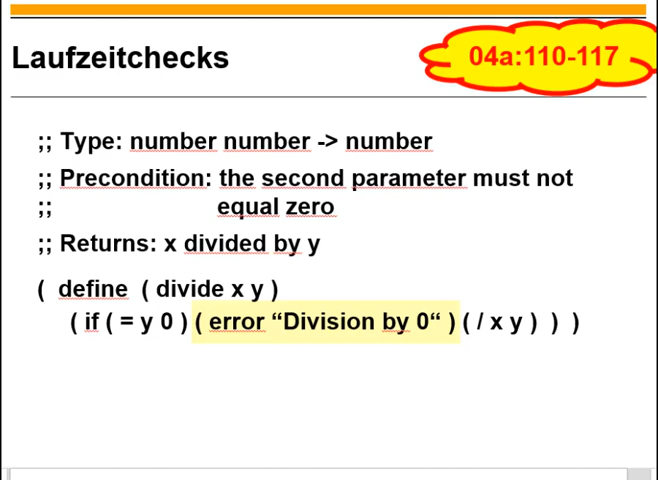 Laufzeitchecks
04a:110-117
;; Type: number number -> number
;; Precondition: the second parameter must not
;; equal zero
;; Returns: x divided by y
( define ( divide x y )
( if ( = y 0 ) ( error “Division by 0“ ) ( / x y ) ) )